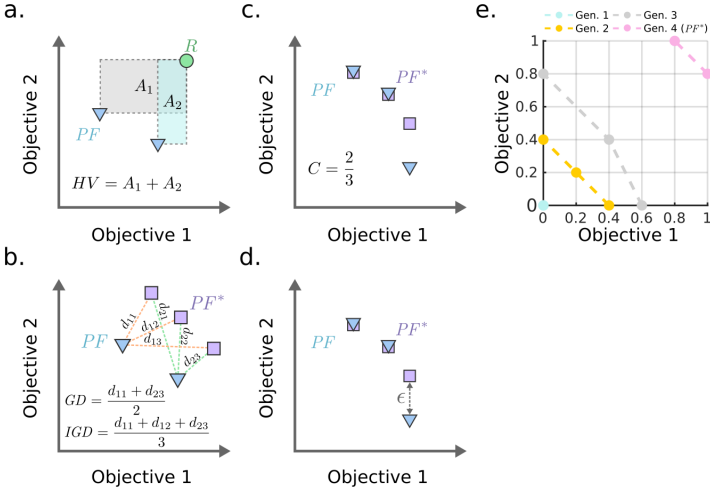 a.
Objective 2
R
A₁
A₂
PF
HV = A₁ + A₂
Objective 1
b.
Objective 2
PF*
d₁₁
d₂₁
d₁₂
d₂₂
PF
d₁₃
d₂₃
GD = (d₁₁ + d₂₃)/2
IGD = (d₁₁ + d₁₂ + d₂₃)/3
Objective 1
c.
Objective 2
PF
PF*
C = 2/3
Objective 1
d.
Objective 2
PF
PF*
ϵ
Objective 1
e.
Gen. 1
Gen. 3
Gen. 2
Gen. 4 (PF*)
Objective 2
1
0.8
0.6
0.4
0.2
0
0 0.2 0.4 0.6 0.8 1
Objective 1